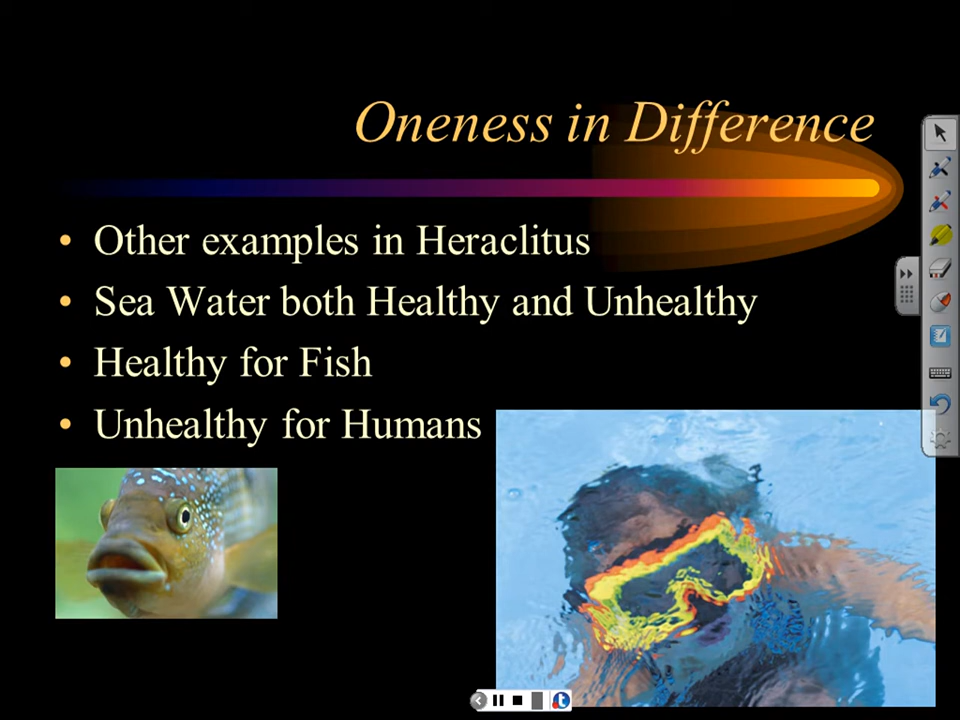 Oneness in Difference
• Other examples in Heraclitus
• Sea Water both Healthy and Unhealthy
• Healthy for Fish
• Unhealthy for Humans